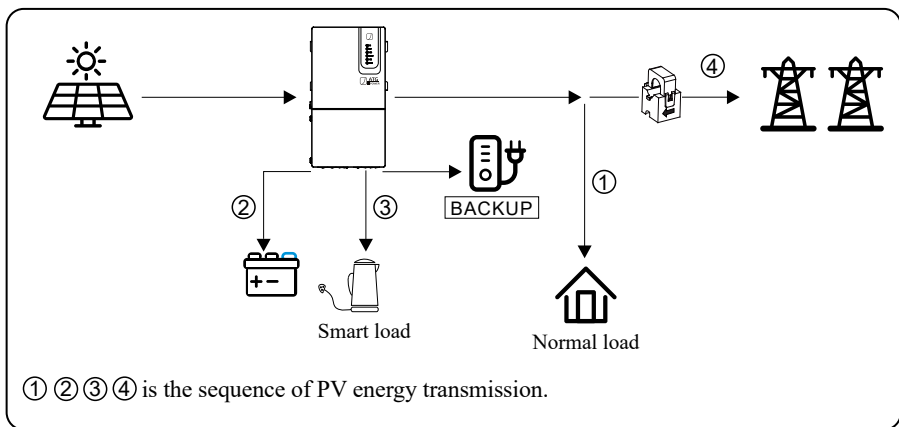 ④
ATG
BACKUP
①
②
③
+ −
Smart load
Normal load
① ② ③ ④ is the sequence of PV energy transmission.